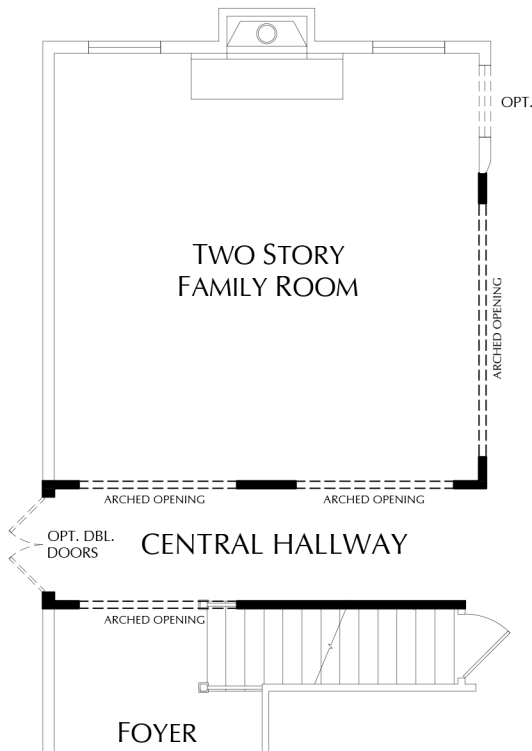 OPT.
TWO STORY
FAMILY ROOM
ARCHED OPENING
ARCHED OPENING
ARCHED OPENING
OPT. DBL.
DOORS
CENTRAL HALLWAY
ARCHED OPENING
FOYER